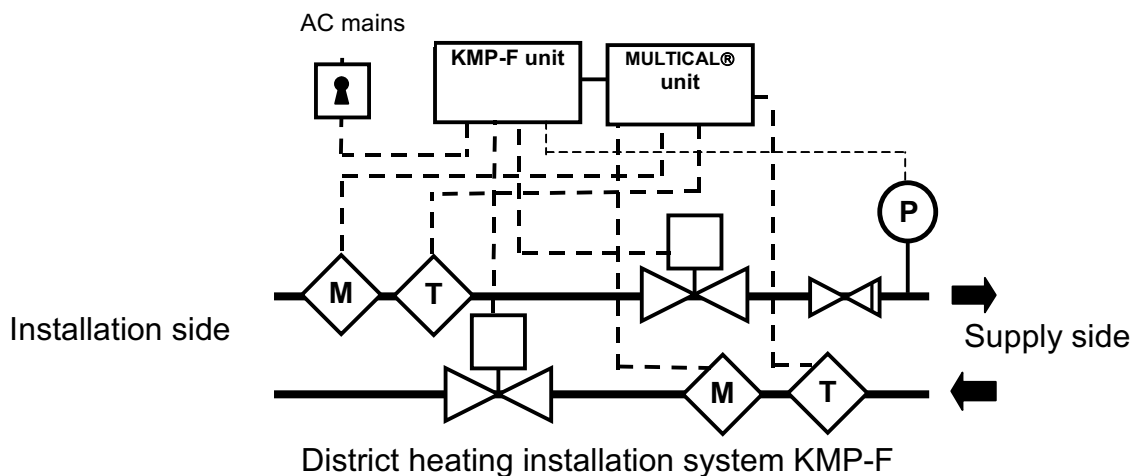 AC mains
KMP-F unit
MULTICAL®
unit
P
M
T
Installation side
Supply side
M
T
District heating installation system KMP-F